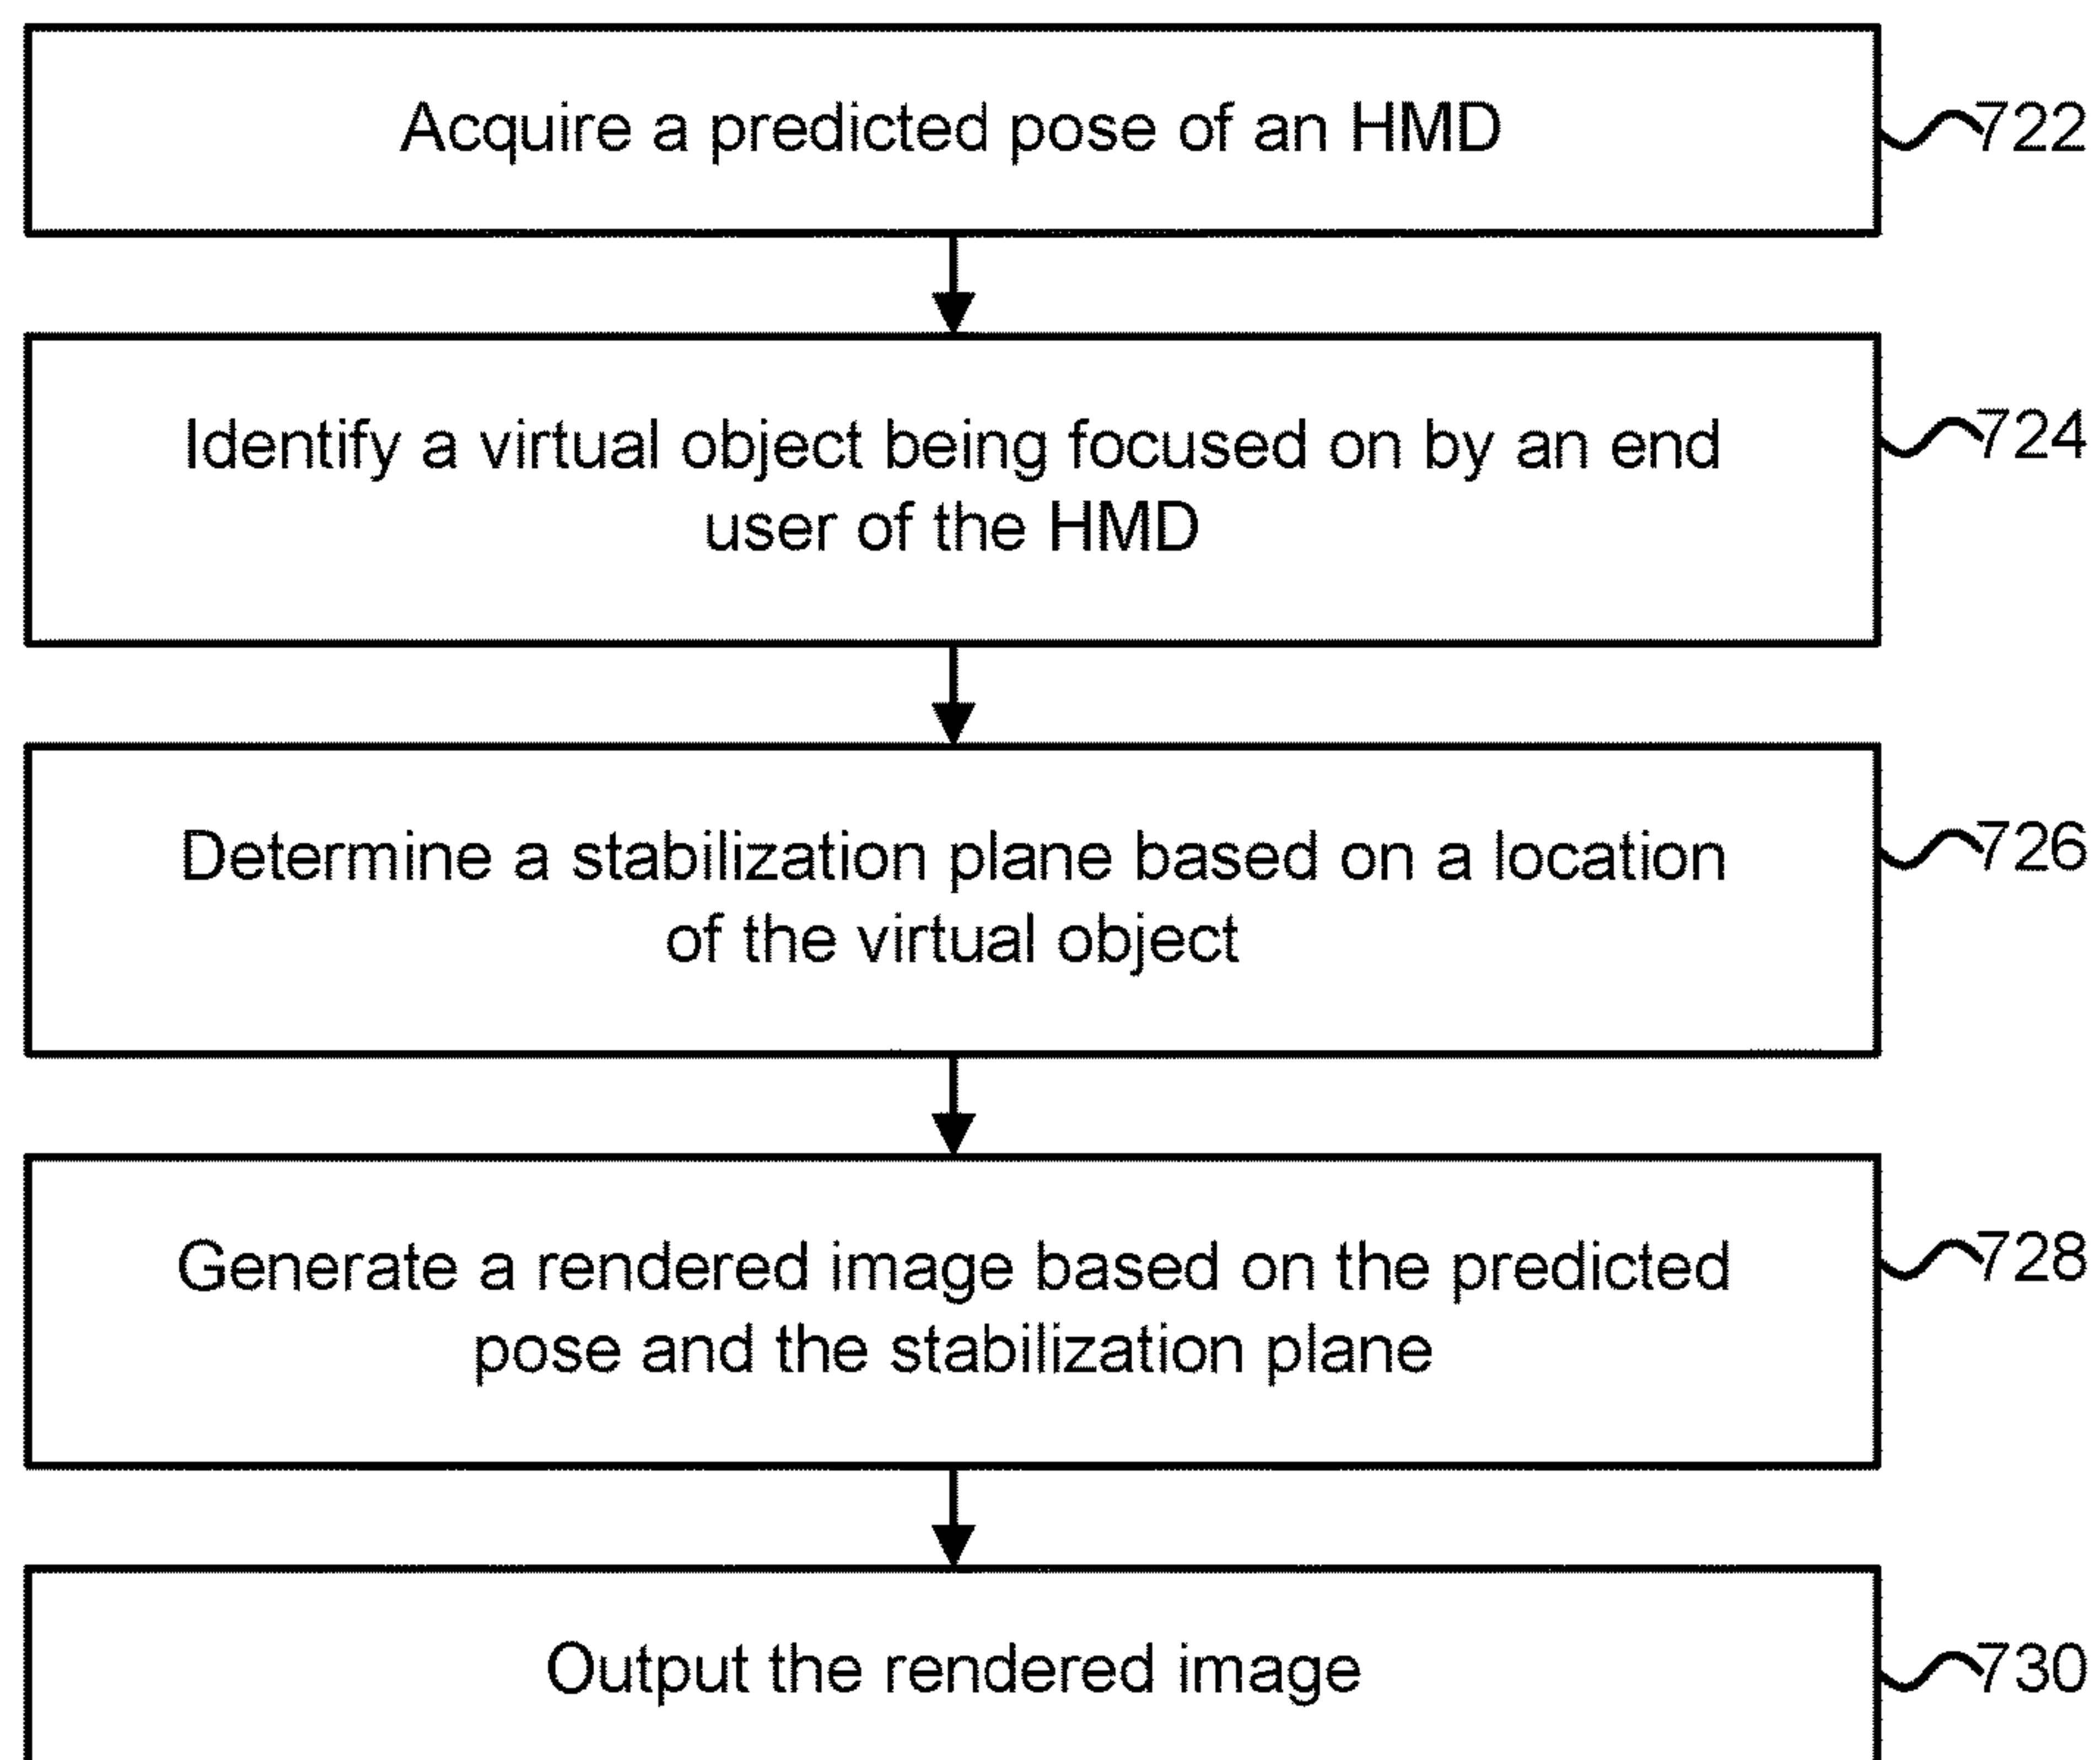 Acquire a predicted pose of an HMD
722
Identify a virtual object being focused on by an end
user of the HMD
724
Determine a stabilization plane based on a location
of the virtual object
726
Generate a rendered image based on the predicted
pose and the stabilization plane
728
Output the rendered image
730